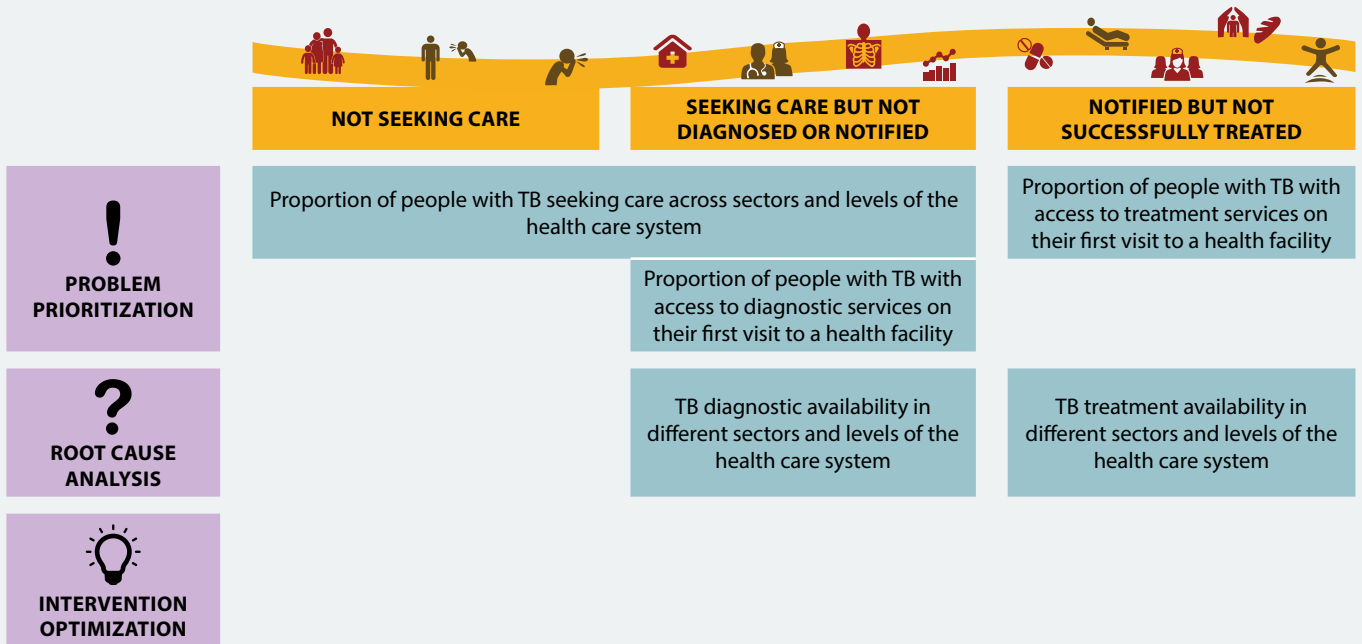 NOT SEEKING CARE
SEEKING CARE BUT NOT
DIAGNOSED OR NOTIFIED
NOTIFIED BUT NOT
SUCCESSFULLY TREATED
PROBLEM
PRIORITIZATION
Proportion of people with TB seeking care across sectors and levels of the
health care system
Proportion of people with TB with
access to treatment services on
their first visit to a health facility
Proportion of people with TB with
access to diagnostic services on
their first visit to a health facility
ROOT CAUSE
ANALYSIS
TB diagnostic availability in
different sectors and levels of the
health care system
TB treatment availability in
different sectors and levels of the
health care system
INTERVENTION
OPTIMIZATION